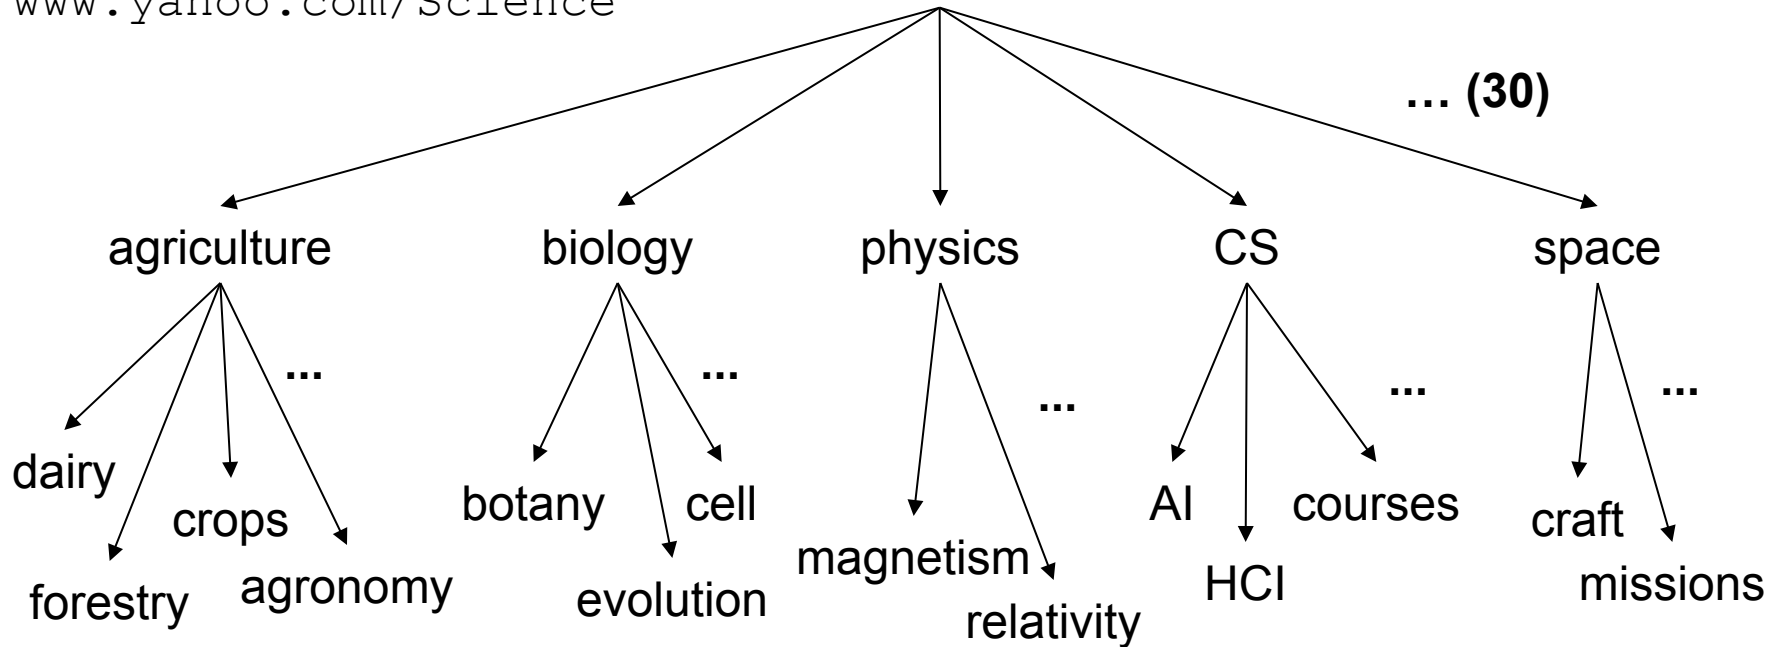 www.yahoo.com/Science
... (30)
agriculture biology physics CS space
... ... ... ... ...
dairy
crops
forestry
agronomy
botany
cell
evolution
magnetism
relativity
AI
courses
HCI
craft
missions